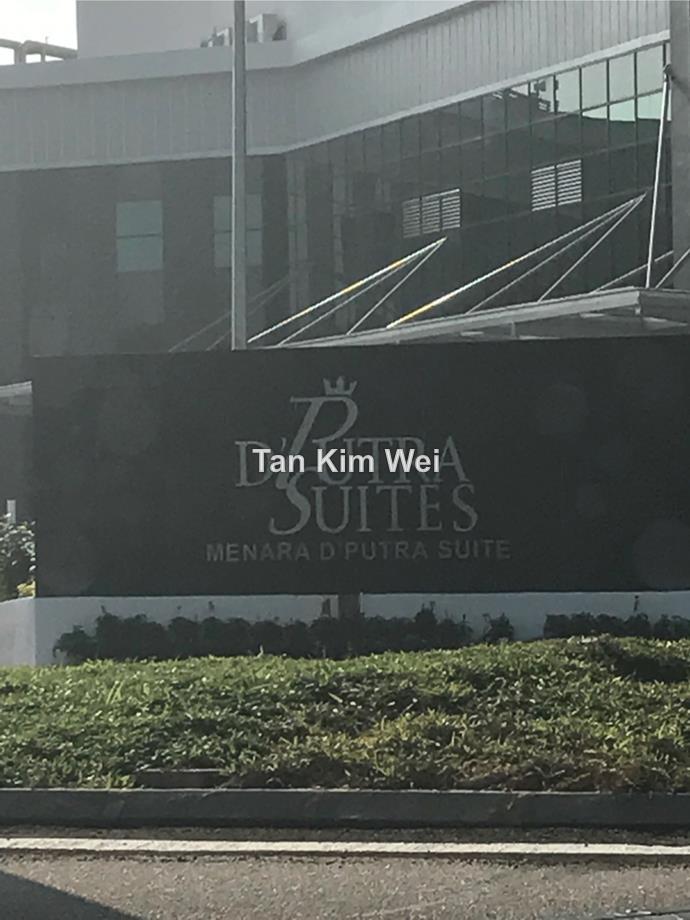 D'PUTRA
Tan Kim Wei
SUITES
MENARA D'PUTRA SUITE